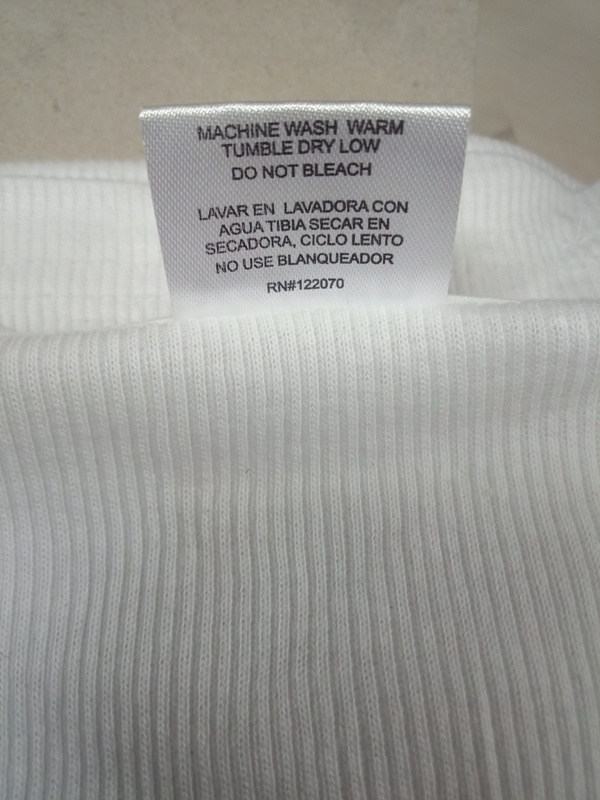 MACHINE WASH WARM
TUMBLE DRY LOW
DO NOT BLEACH
LAVAR EN LAVADORA CON
AGUA TIBIA SECAR EN
SECADORA, CICLO LENTO
NO USE BLANQUEADOR
RN#122070